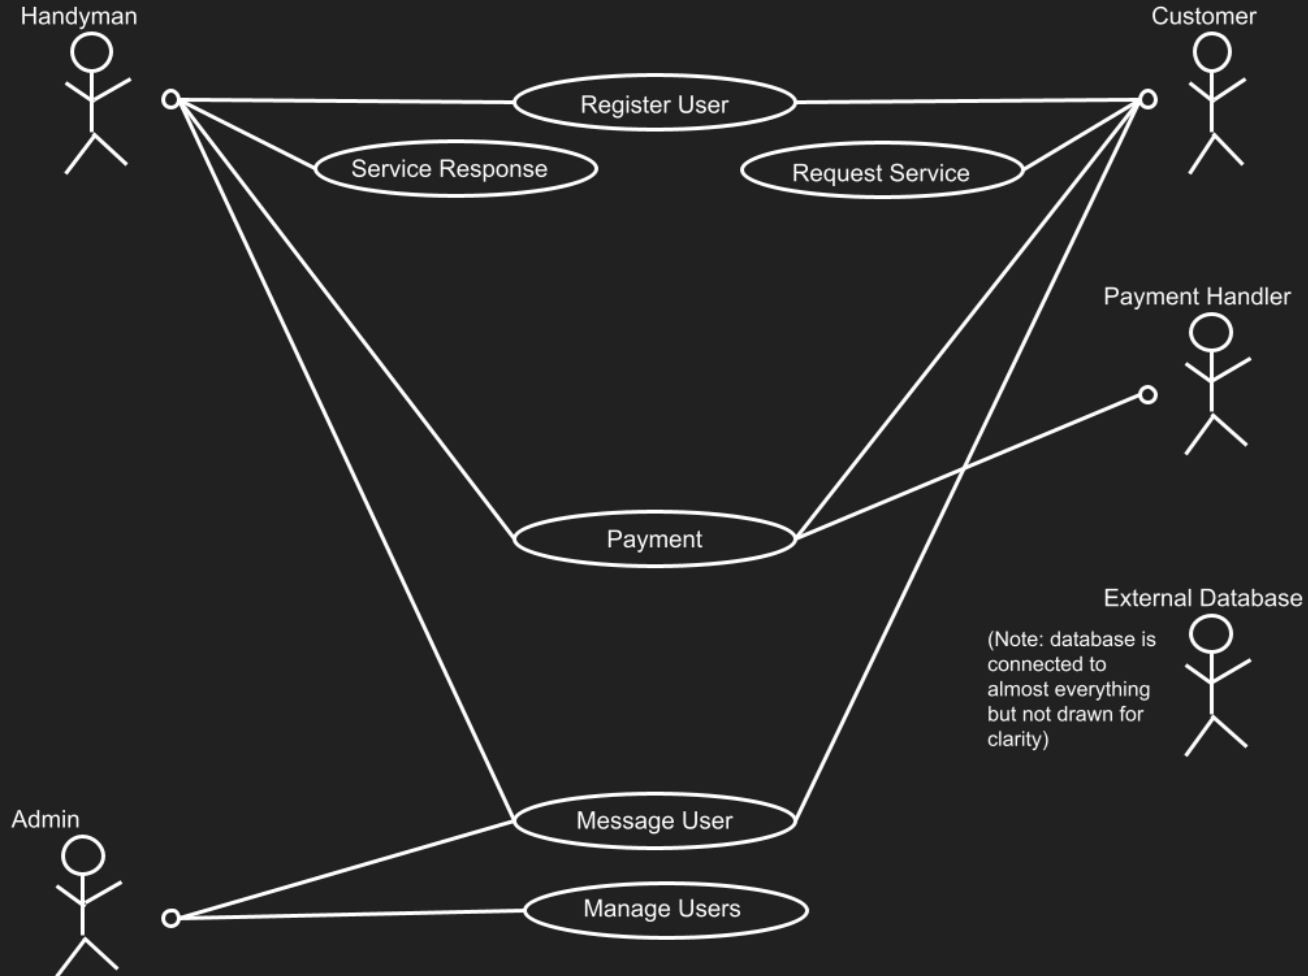 Handyman
Customer
Register User
Service Response
Request Service
Payment Handler
Payment
External Database
(Note: database is
connected to
almost everything
but not drawn for
clarity)
Admin
Message User
Manage Users